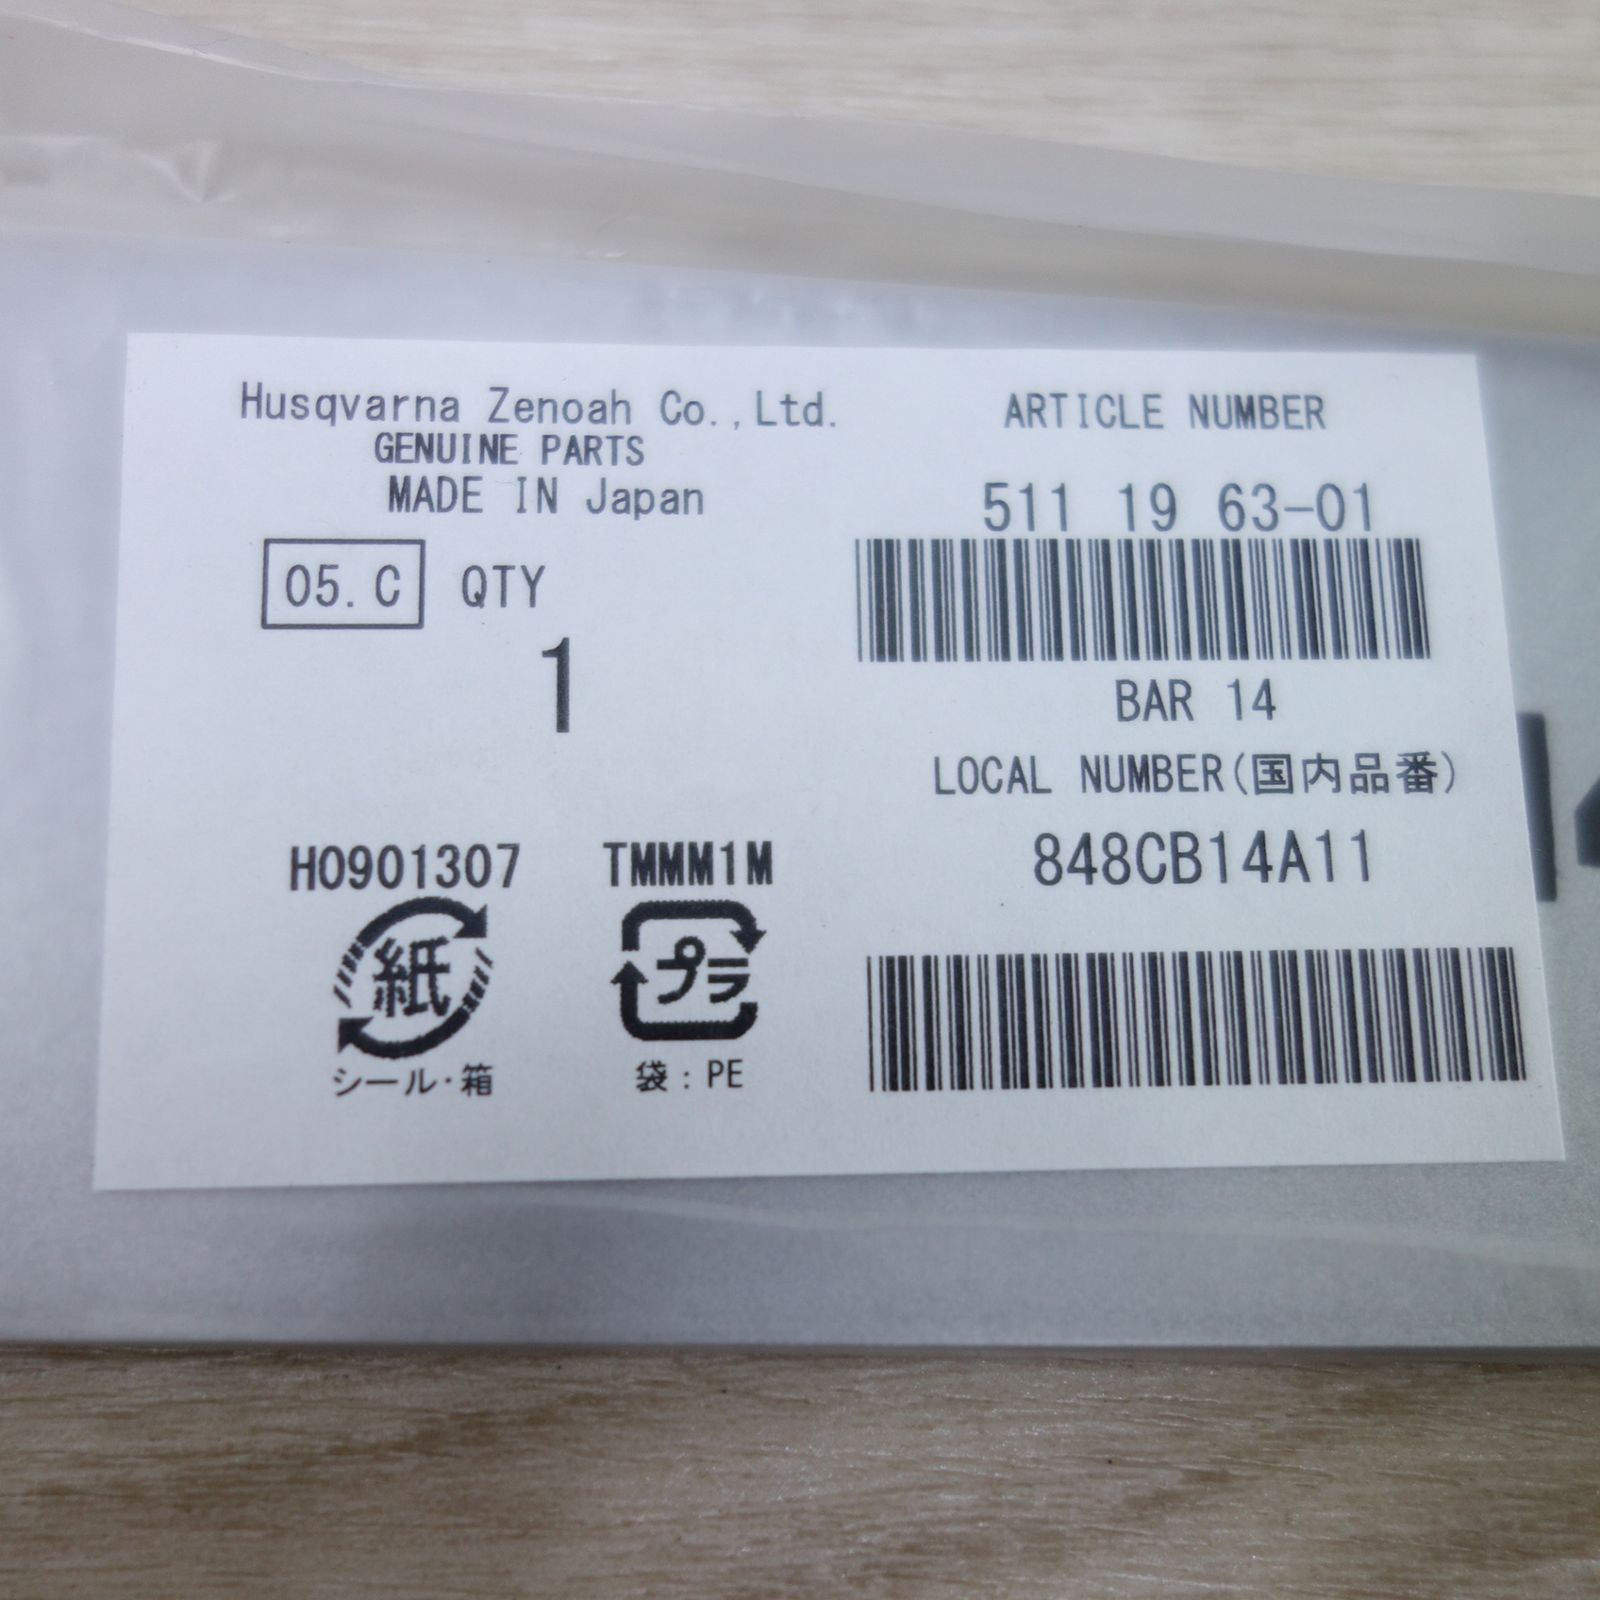 Husqvarna Zenoah Co.,Ltd.
GENUINE PARTS
MADE IN Japan
05.C QTY
1
H0901307 TMMM1M
紙 プラ
シール・箱 袋:PE
ARTICLE NUMBER
511 19 63-01
BAR 14
LOCAL NUMBER(国内品番)
848CB14A11